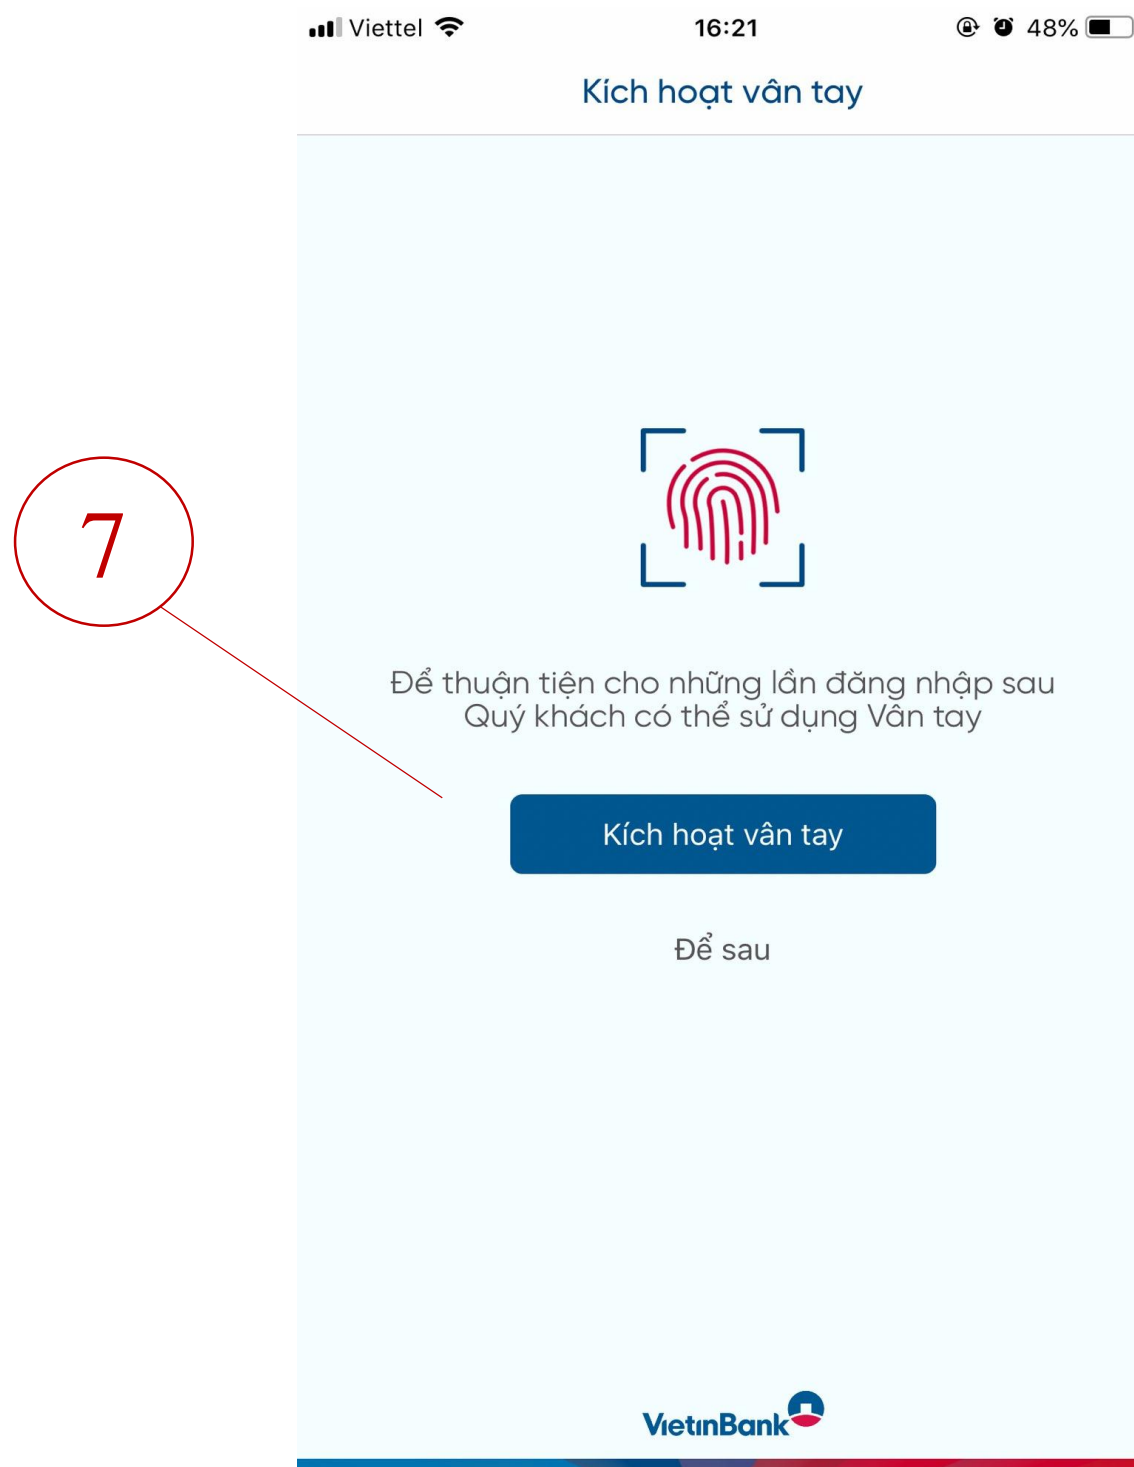 Viettel 16:21 48%
Kích hoạt vân tay
7
Để thuận tiện cho những lần đăng nhập sau
Quý khách có thể sử dụng Vân tay
Kích hoạt vân tay
Để sau
VietinBank